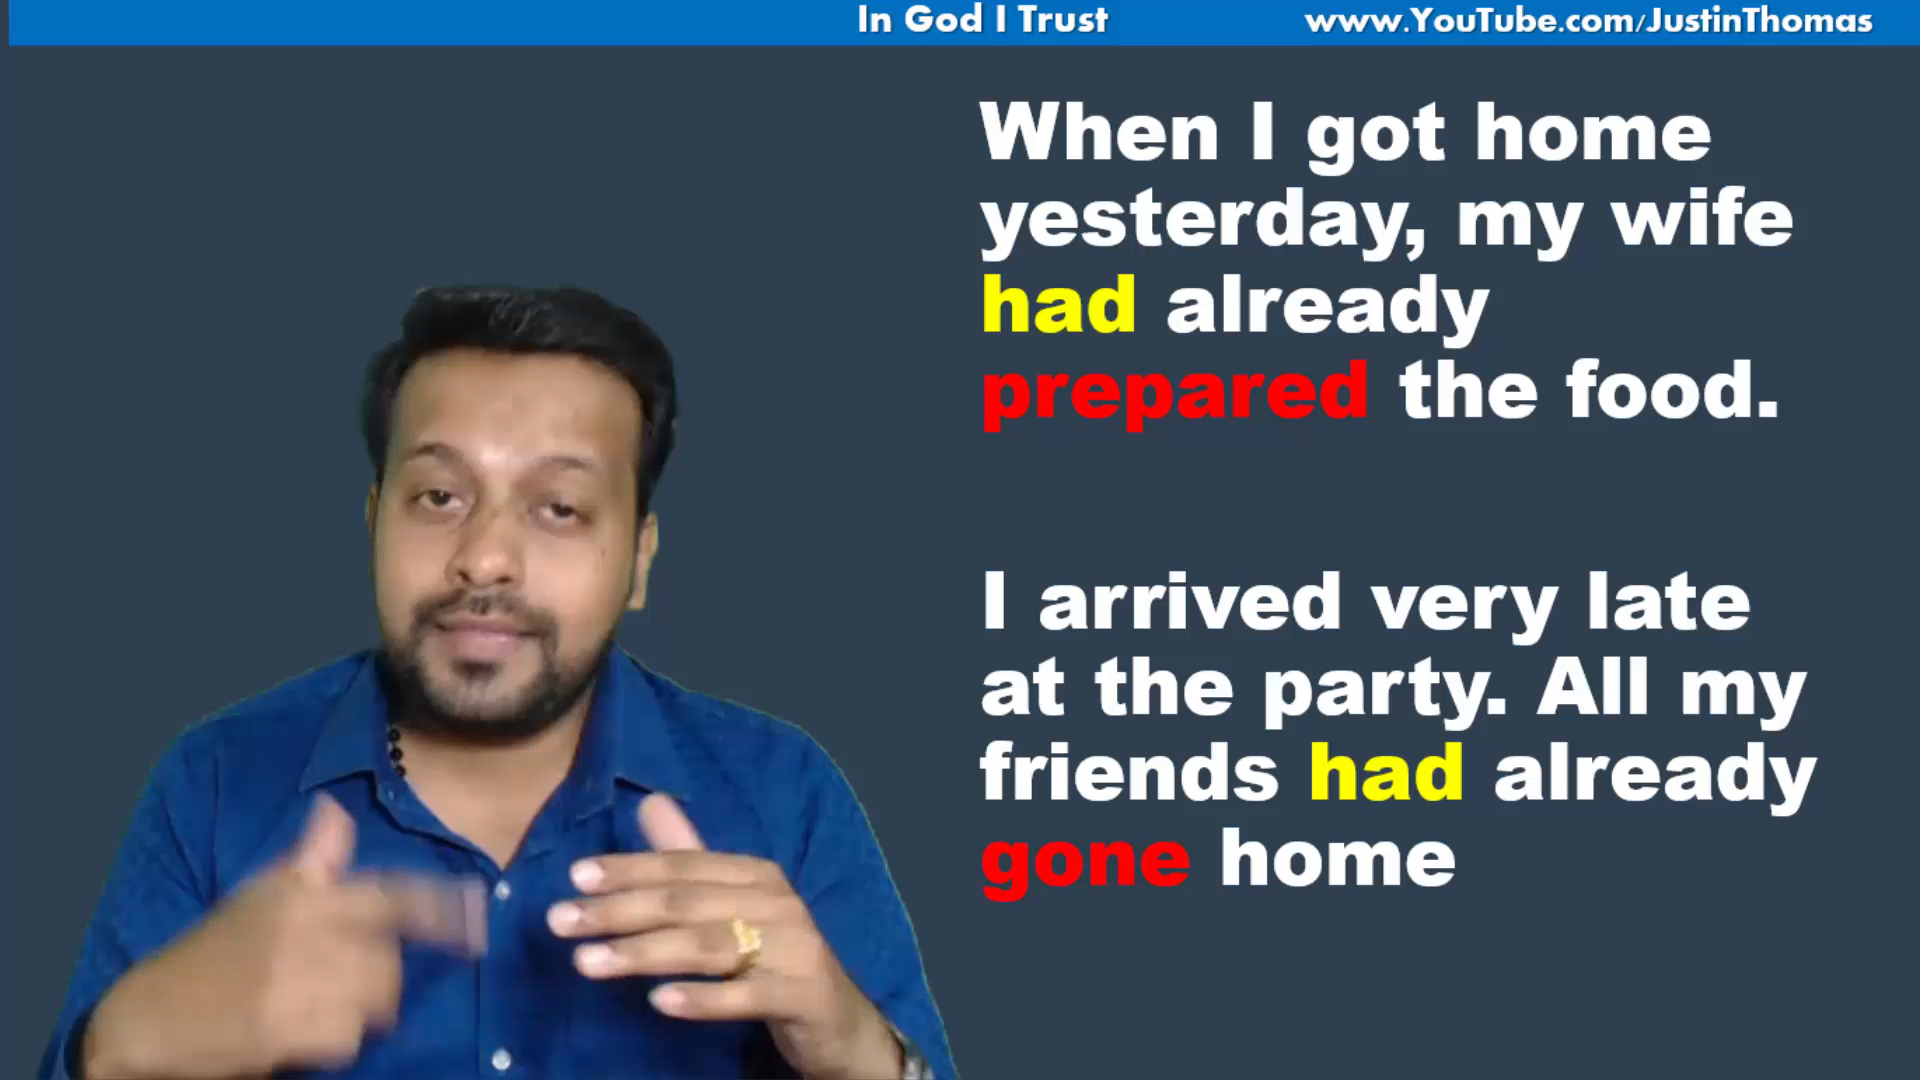 In God I Trust
www.YouTube.com/JustinThomas
When I got home
yesterday, my wife
had already
prepared the food.
I arrived very late
at the party. All my
friends had already
gone home